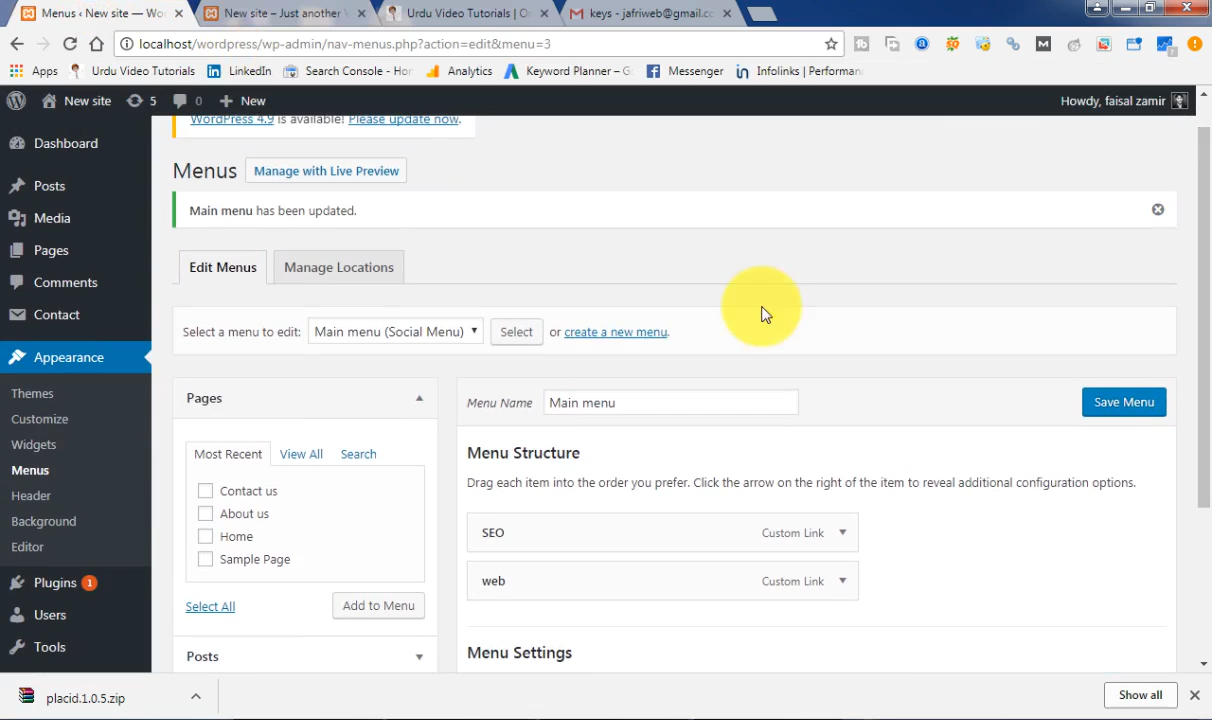 Menus ‹ New site — Wo
New site – Just another
Urdu Video Tutorials | O
keys - jafriweb@gmail.c
localhost/wordpress/wp-admin/nav-menus.php?action=edit&menu=3
Apps
Urdu Video Tutorials
LinkedIn
Search Console - Ho
Analytics
Keyword Planner – G
Messenger
Infolinks | Performa
New site
5
0
New
Howdy, faisal zamir
WordPress 4.9 is available! Please update now.
Dashboard
Posts
Media
Pages
Comments
Contact
Appearance
Themes
Customize
Widgets
Menus
Header
Background
Editor
Plugins 1
Users
Tools
Menus
Manage with Live Preview
Main menu has been updated.
Edit Menus
Manage Locations
Select a menu to edit:
Main menu (Social Menu)
Select
or create a new menu.
Pages
Most Recent
View All
Search
Contact us
About us
Home
Sample Page
Select All
Add to Menu
Posts
Menu Name
Main menu
Save Menu
Menu Structure
Drag each item into the order you prefer. Click the arrow on the right of the item to reveal additional configuration options.
SEO
Custom Link
web
Custom Link
Menu Settings
placid.1.0.5.zip
Show all